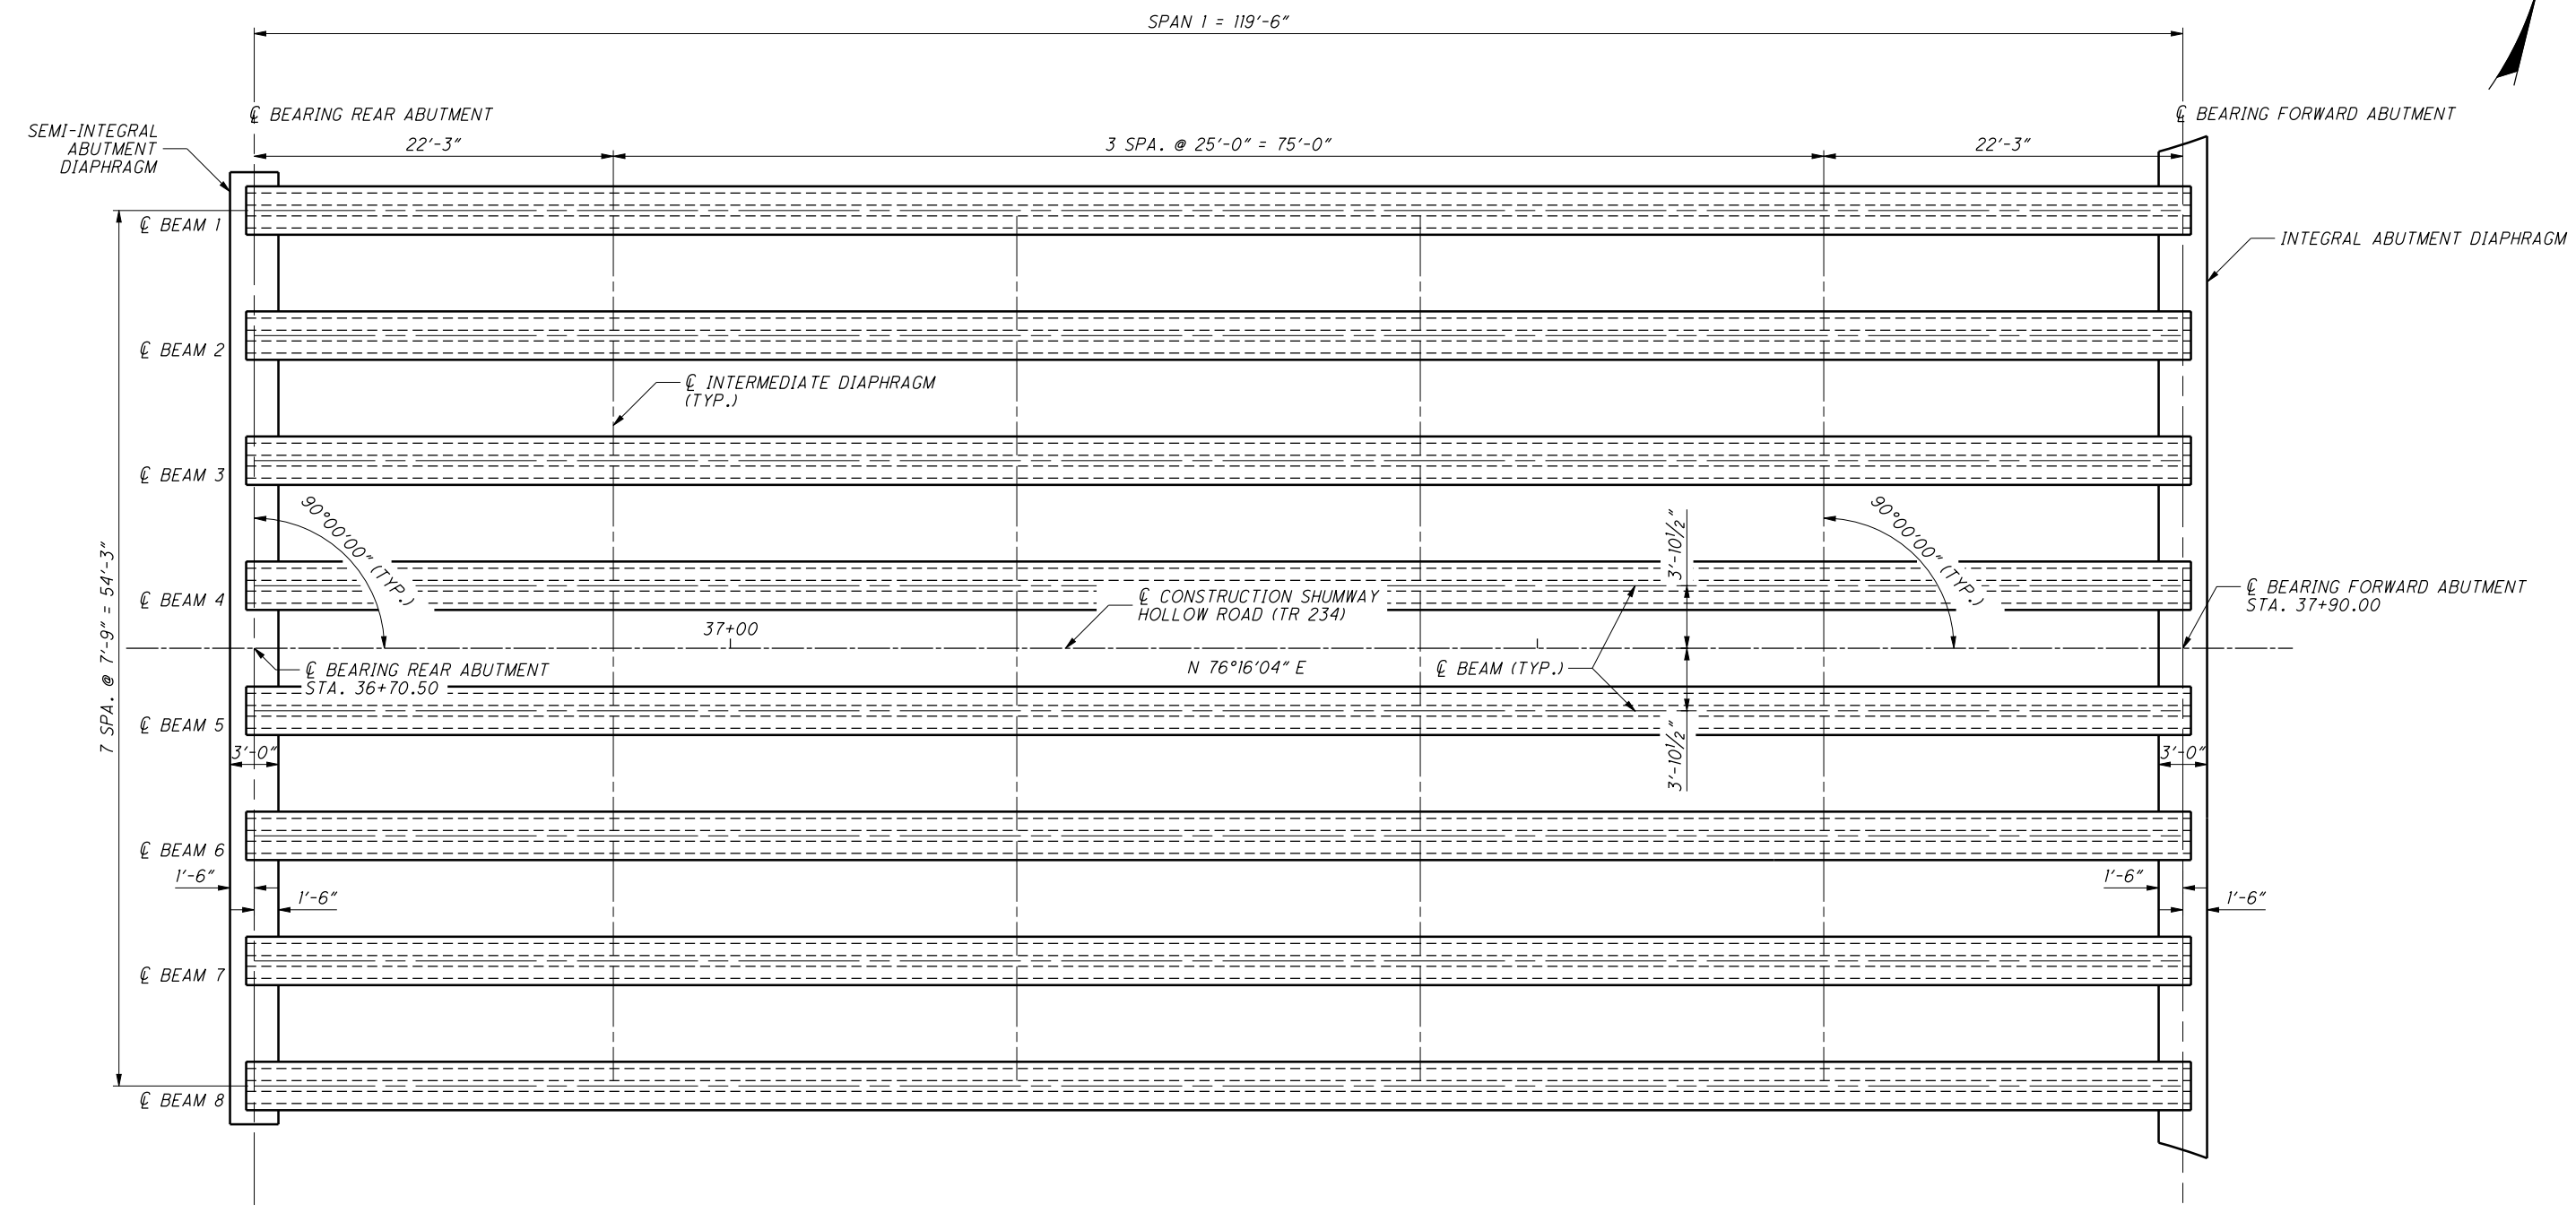 SPAN 1 = 119'-6"
℄ BEARING REAR ABUTMENT
℄ BEARING FORWARD ABUTMENT
SEMI-INTEGRAL
ABUTMENT
DIAPHRAGM
22'-3"
3 SPA. @ 25'-0" = 75'-0"
22'-3"
℄ BEAM 1
INTEGRAL ABUTMENT DIAPHRAGM
℄ BEAM 2
℄ INTERMEDIATE DIAPHRAGM
(TYP.)
℄ BEAM 3
90°00'00" (TYP.)
90°00'00" (TYP.)
7 SPA. @ 7'-9" = 54'-3"
3'-10½"
℄ BEAM 4
℄ CONSTRUCTION SHUMWAY
HOLLOW ROAD (TR 234)
℄ BEARING FORWARD ABUTMENT
STA. 37+90.00
37+00
℄ BEARING REAR ABUTMENT
STA. 36+70.50
N 76°16'04" E
℄ BEAM (TYP.)
℄ BEAM 5
3'-10½"
3'-0"
3'-0"
℄ BEAM 6
1'-6"
1'-6"
1'-6"
1'-6"
℄ BEAM 7
℄ BEAM 8